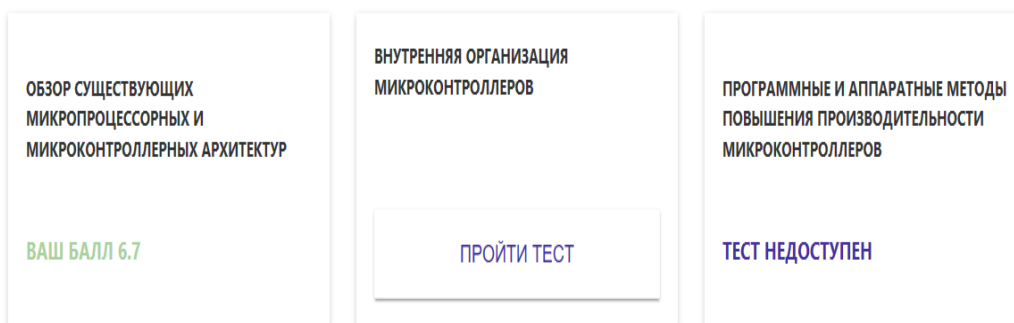 ОБЗОР СУЩЕСТВУЮЩИХ
МИКРОПРОЦЕССОРНЫХ И
МИКРОКОНТРОЛЛЕРНЫХ АРХИТЕКТУР
ВАШ БАЛЛ 6.7
ВНУТРЕННЯЯ ОРГАНИЗАЦИЯ
МИКРОКОНТРОЛЛЕРОВ
ПРОЙТИ ТЕСТ
ПРОГРАММНЫЕ И АППАРАТНЫЕ МЕТОДЫ
ПОВЫШЕНИЯ ПРОИЗВОДИТЕЛЬНОСТИ
МИКРОКОНТРОЛЛЕРОВ
ТЕСТ НЕДОСТУПЕН